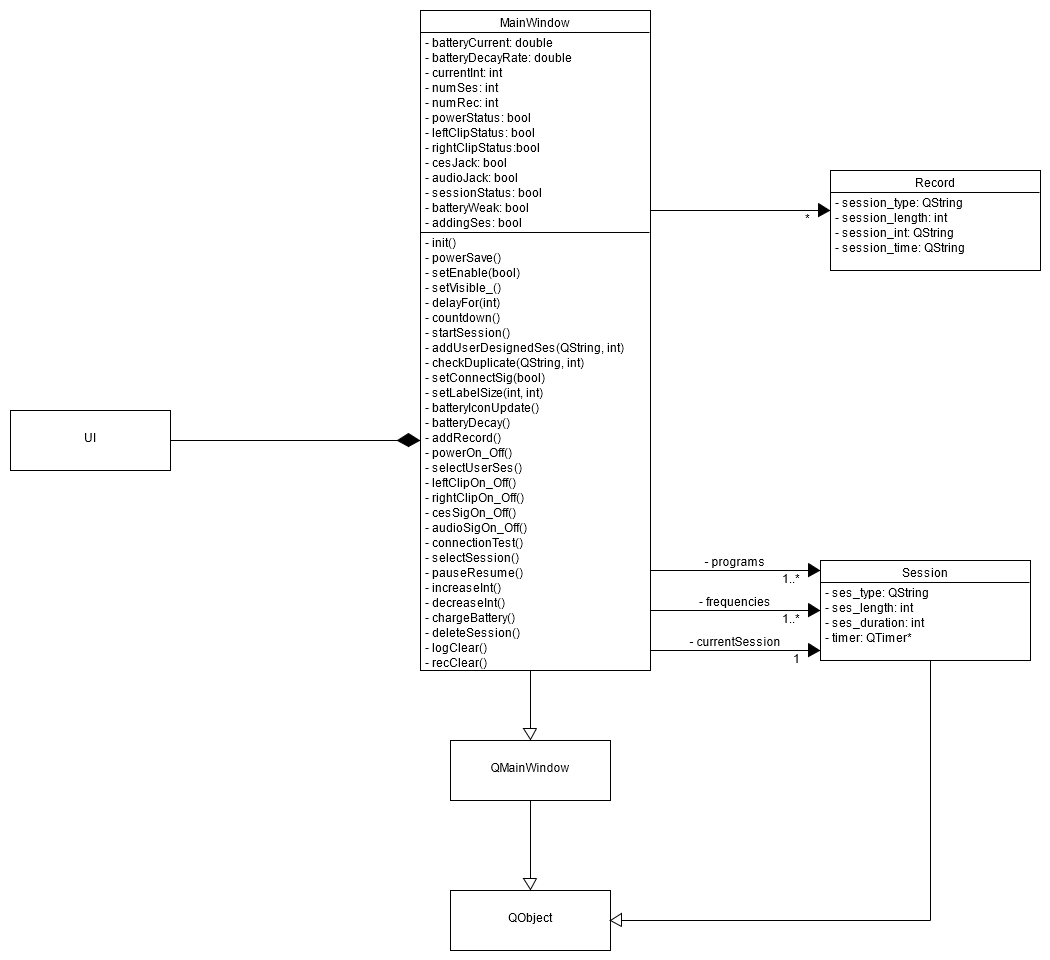 MainWindow
- batteryCurrent: double
- batteryDecayRate: double
- currentInt: int
- numSes: int
- numRec: int
- powerStatus: bool
- leftClipStatus: bool
- rightClipStatus:bool
- cesJack: bool
- audioJack: bool
- sessionStatus: bool
- batteryWeak: bool
- addingSes: bool
- init()
- powerSave()
- setEnable(bool)
- setVisible_()
- delayFor(int)
- countdown()
- startSession()
- addUserDesignedSes(QString, int)
- checkDuplicate(QString, int)
- setConnectSig(bool)
- setLabelSize(int, int)
- batteryIconUpdate()
- batteryDecay()
- addRecord()
- powerOn_Off()
- selectUserSes()
- leftClipOn_Off()
- rightClipOn_Off()
- cesSigOn_Off()
- audioSigOn_Off()
- connectionTest()
- selectSession()
- pauseResume()
- increaseInt()
- decreaseInt()
- chargeBattery()
- deleteSession()
- logClear()
- recClear()
*
Record
- session_type: QString
- session_length: int
- session_int: QString
- session_time: QString
UI
- programs
1..*
- frequencies
1..*
- currentSession
1
Session
- ses_type: QString
- ses_length: int
- ses_duration: int
- timer: QTimer*
QMainWindow
QObject